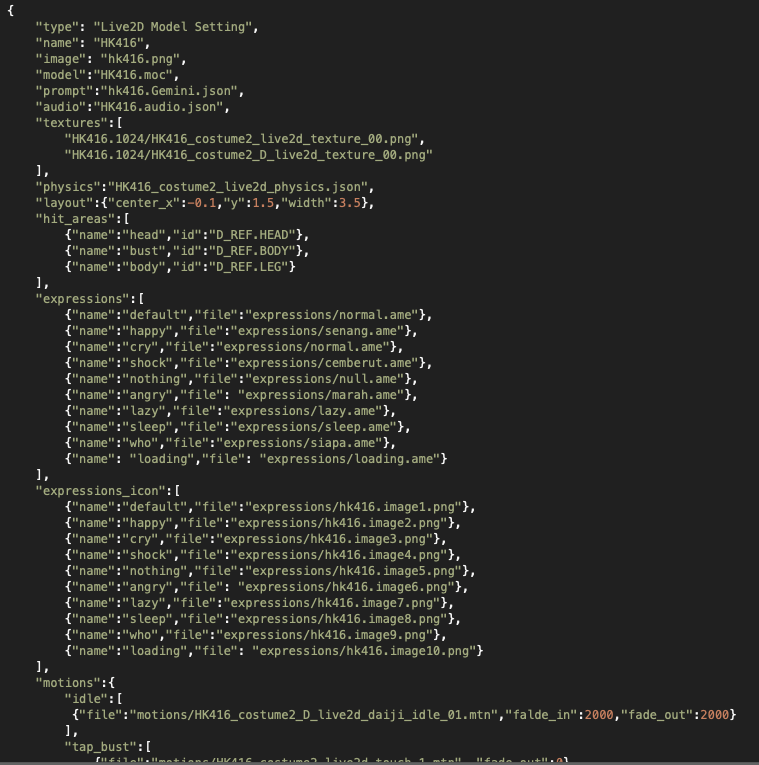 {
"type": "Live2D Model Setting",
"name": "HK416",
"image": "hk416.png",
"model":"HK416.moc",
"prompt":"hk416.Gemini.json",
"audio":"HK416.audio.json",
"textures":[
"HK416.1024/HK416_costume2_live2d_texture_00.png",
"HK416.1024/HK416_costume2_D_live2d_texture_00.png"
],
"physics":"HK416_costume2_live2d_physics.json",
"layout":{"center_x":-0.1,"y":1.5,"width":3.5},
"hit_areas":[
{"name":"head","id":"D_REF.HEAD"},
{"name":"bust","id":"D_REF.BODY"},
{"name":"body","id":"D_REF.LEG"}
],
"expressions":[
{"name":"default","file":"expressions/normal.ame"},
{"name":"happy","file":"expressions/senang.ame"},
{"name":"cry","file":"expressions/normal.ame"},
{"name":"shock","file":"expressions/cemberut.ame"},
{"name":"nothing","file":"expressions/null.ame"},
{"name":"angry","file": "expressions/marah.ame"},
{"name":"lazy","file":"expressions/lazy.ame"},
{"name":"sleep","file":"expressions/sleep.ame"},
{"name":"who","file":"expressions/siapa.ame"},
{"name": "loading","file": "expressions/loading.ame"}
],
"expressions_icon":[
{"name":"default","file":"expressions/hk416.image1.png"},
{"name":"happy","file":"expressions/hk416.image2.png"},
{"name":"cry","file":"expressions/hk416.image3.png"},
{"name":"shock","file":"expressions/hk416.image4.png"},
{"name":"nothing","file":"expressions/hk416.image5.png"},
{"name":"angry","file": "expressions/hk416.image6.png"},
{"name":"lazy","file":"expressions/hk416.image7.png"},
{"name":"sleep","file":"expressions/hk416.image8.png"},
{"name":"who","file":"expressions/hk416.image9.png"},
{"name":"loading","file": "expressions/hk416.image10.png"}
],
"motions":{
"idle":[
{"file":"motions/HK416_costume2_D_live2d_daiji_idle_01.mtn","falde_in":2000,"fade_out":2000}
],
"tap_bust":[
{"file":"motions/HK416_costume2_live2d_touch_1.mtn", "fade_out":0}